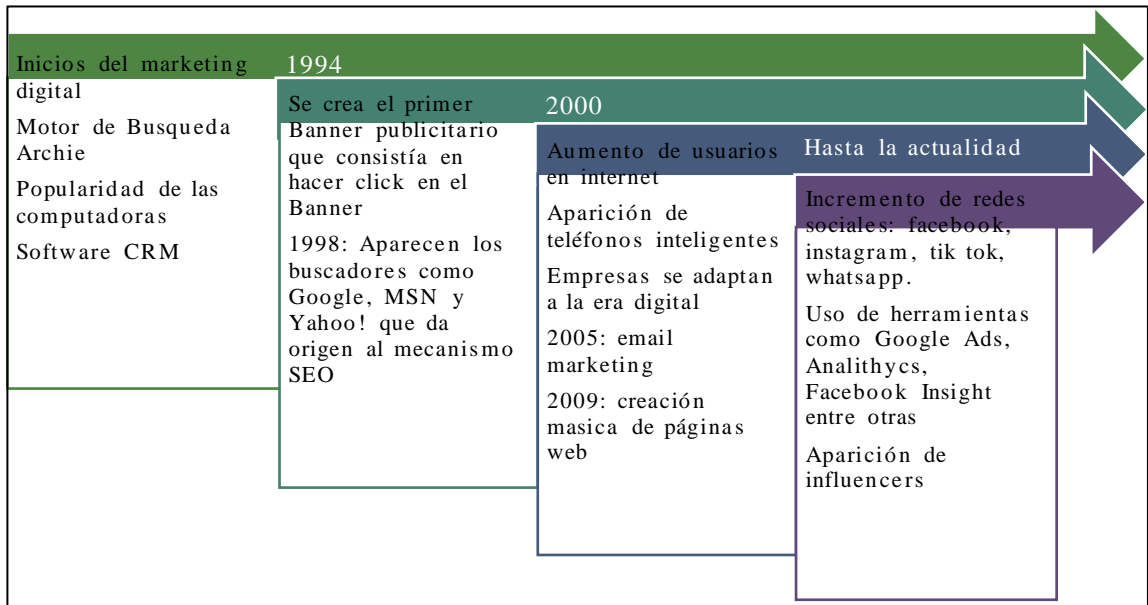 Inicios del marketing
digital
Motor de Busqueda
Archie
Popularidad de las
computadoras
Software CRM
1994
Se crea el primer
Banner publicitario
que consistía en
hacer click en el
Banner
1998: Aparecen los
buscadores como
Google, MSN y
Yahoo! que da
origen al mecanismo
SEO
2000
Aumento de usuarios
en internet
Aparición de
teléfonos inteligentes
Empresas se adaptan
a la era digital
2005: email
marketing
2009: creación
masica de páginas
web
Hasta la actualidad
Incremento de redes
sociales: facebook,
instagram, tik tok,
whatsapp.
Uso de herramientas
como Google Ads,
Analithycs,
Facebook Insight
entre otras
Aparición de
influencers